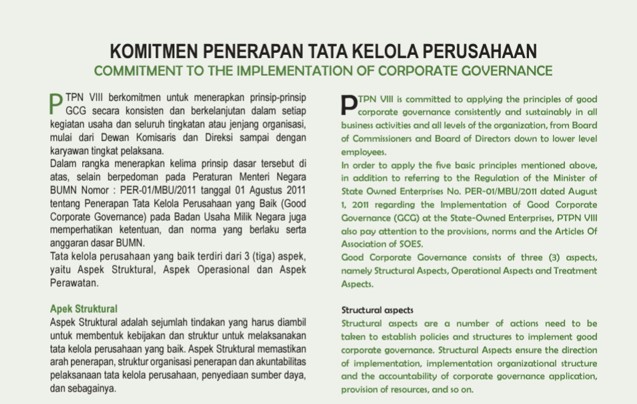 KOMITMEN PENERAPAN TATA KELOLA PERUSAHAAN
COMMITMENT TO THE IMPLEMENTATION OF CORPORATE GOVERNANCE
PTPN VIII berkomitmen untuk menerapkan prinsip-prinsip
GCG secara konsisten dan berkelanjutan dalam setiap
kegiatan usaha dan seluruh tingkatan atau jenjang organisasi,
mulai dari Dewan Komisaris dan Direksi sampai dengan
karyawan tingkat pelaksana.
Dalam rangka menerapkan kelima prinsip dasar tersebut di
atas, selain berpedoman pada Peraturan Menteri Negara
BUMN Nomor : PER-01/MBU/2011 tanggal 01 Agustus 2011
tentang Penerapan Tata Kelola Perusahaan yang Baik (Good
Corporate Governance) pada Badan Usaha Milik Negara juga
memperhatikan ketentuan, dan norma yang berlaku serta
anggaran dasar BUMN.
Tata kelola perusahaan yang baik terdiri dari 3 (tiga) aspek,
yaitu Aspek Struktural, Aspek Operasional dan Aspek
Perawatan.
Apek Struktural
Aspek Struktural adalah sejumlah tindakan yang harus diambil
untuk membentuk kebijakan dan struktur untuk melaksanakan
tata kelola perusahaan yang baik. Aspek Struktural memastikan
arah penerapan, struktur organisasi penerapan dan akuntabilitas
pelaksanaan tata kelola perusahaan, penyediaan sumber daya,
dan sebagainya.
PTPN VIII is committed to applying the principles of good
corporate governance consistently and sustainably in all
business activities and all levels of the organization, from Board
of Commissioners and Board of Directors down to lower level
employees.
In order to apply the five basic principles mentioned above,
in addition to referring to the Regulation of the Minister of
State Owned Enterprises No. PER-01/MBU/2011 dated August
1, 2011 regarding the Implementation of Good Corporate
Governance (GCG) at the State-Owned Enterprises, PTPN VIII
also pay attention to the provisions, norms and the Articles Of
Association of SOES.
Good Corporate Governance consists of three (3) aspects,
namely Structural Aspects, Operational Aspects and Treatment
Aspects.
Structural aspects
Structural aspects are a number of actions need to be
taken to establish policies and structures to implement good
corporate governance. Structural Aspects ensure the direction
of implementation, implementation organizational structure
and the accountability of corporate governance application,
provision of resources, and so on.